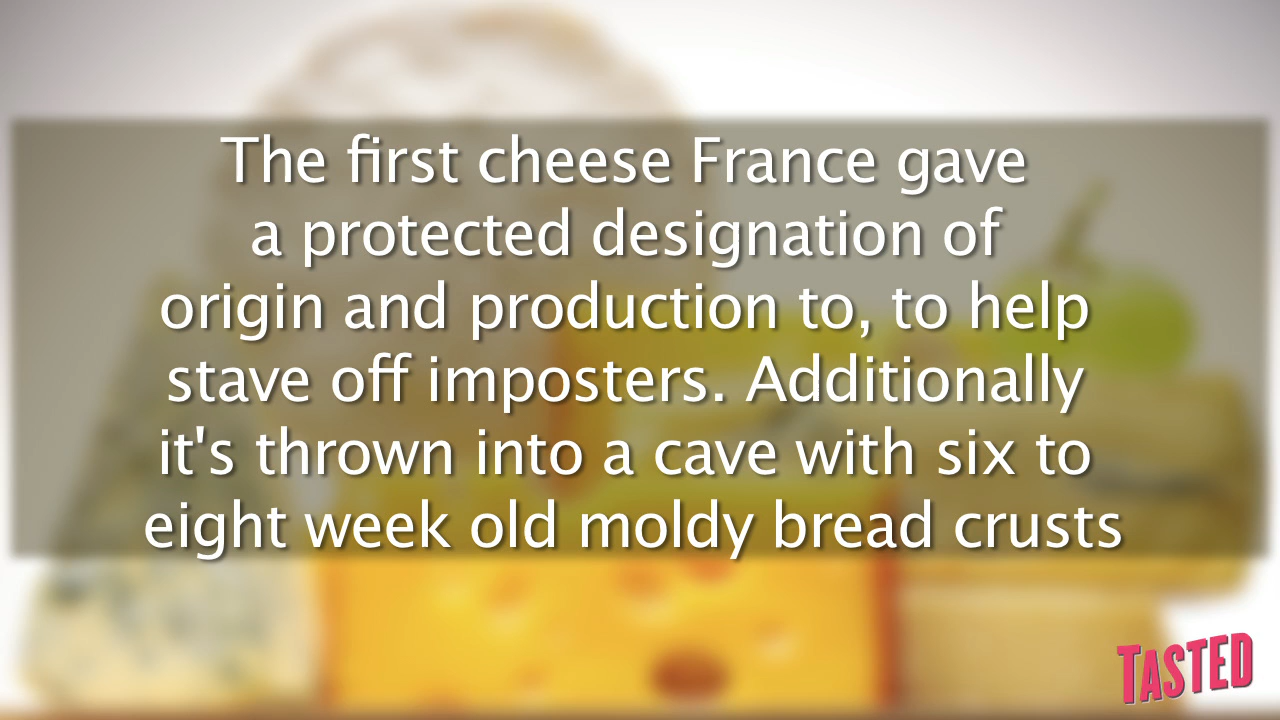 The first cheese France gave
a protected designation of
origin and production to, to help
stave off imposters. Additionally
it's thrown into a cave with six to
eight week old moldy bread crusts
TASTED